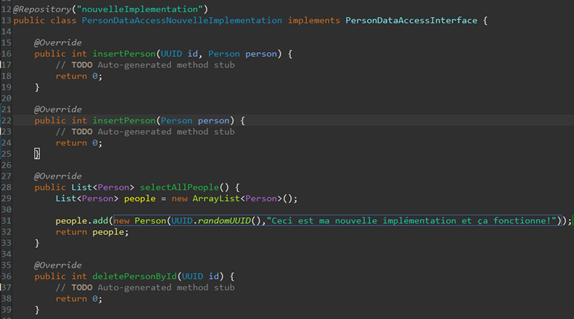 12 @Repository("nouvelleImplementation")
13 public class PersonDataAccessNouvelleImplementation implements PersonDataAccessInterface {
14
15 @Override
16 public int insertPerson(UUID id, Person person) {
17 // TODO Auto-generated method stub
18 return 0;
19 }
20
21 @Override
22 public int insertPerson(Person person) {
23 // TODO Auto-generated method stub
24 return 0;
25 }
26
27 @Override
28 public List<Person> selectAllPeople() {
29 List<Person> people = new ArrayList<Person>();
30
31 people.add(new Person(UUID.randomUUID(),"Ceci est ma nouvelle implémentation et ça fonctionne!"));
32 return people;
33 }
34
35 @Override
36 public int deletePersonById(UUID id) {
37 // TODO Auto-generated method stub
38 return 0;
39 }